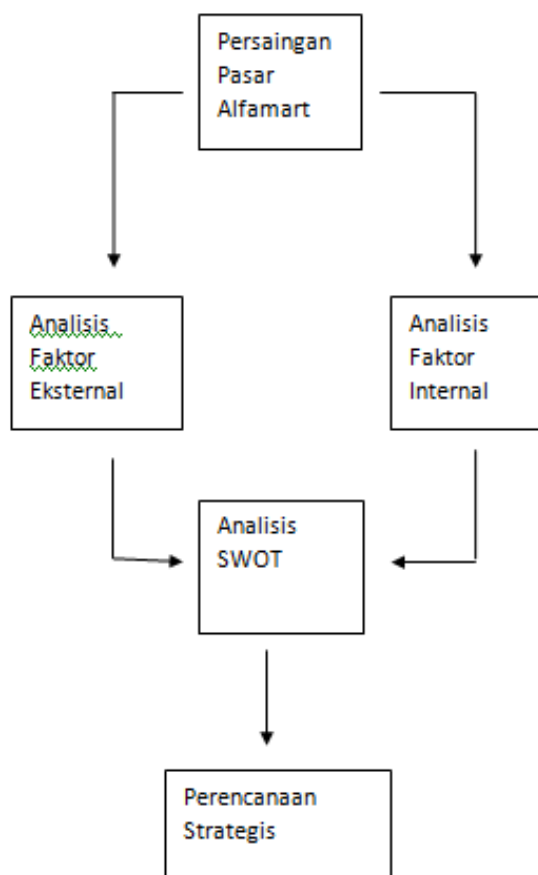 Persaingan
Pasar
Alfamart
Analisis
Faktor
Eksternal
Analisis
Faktor
Internal
Analisis
SWOT
Perencanaan
Strategis